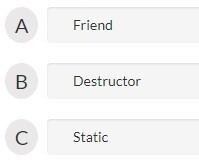 A Friend
B Destructor
C Static